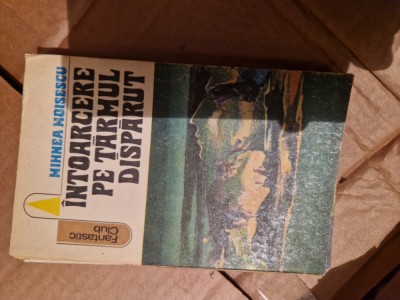 MIHNEA MOISESCU
ÎNTOARCERE
PE ȚĂRMUL
DISPĂRUT
Fantastic
Club